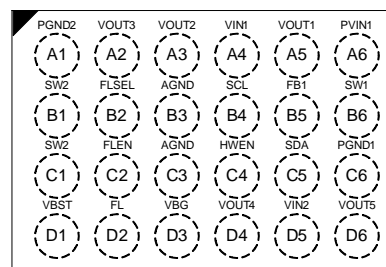 PGND2 VOUT3 VOUT2 VIN1 VOUT1 PVIN1
A1 A2 A3 A4 A5 A6
SW2 FLSEL AGND SCL FB1 SW1
B1 B2 B3 B4 B5 B6
SW2 FLEN AGND HWEN SDA PGND1
C1 C2 C3 C4 C5 C6
VBST FL VBG VOUT4 VIN2 VOUT5
D1 D2 D3 D4 D5 D6